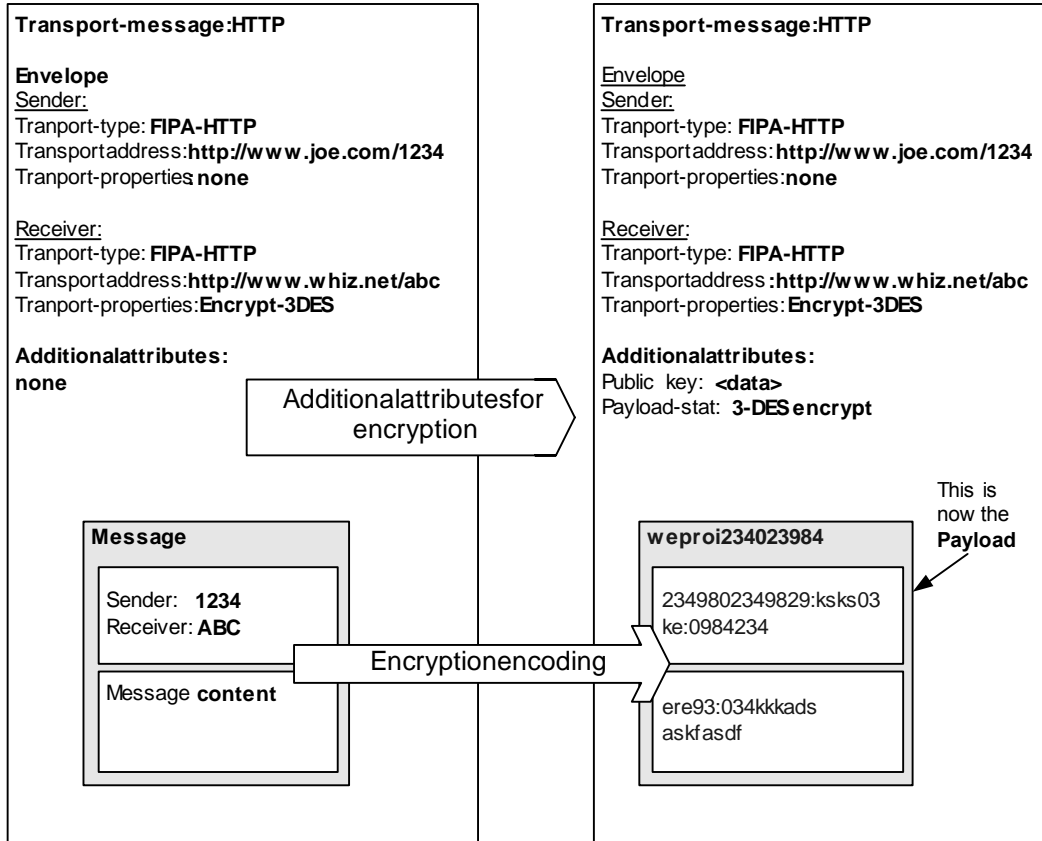 Transport-message:HTTP
Envelope
Sender:
Tranport-type: FIPA-HTTP
Transportaddress:http://www.joe.com/1234
Tranport-properties:none
Receiver:
Tranport-type: FIPA-HTTP
Transportaddress:http://www.whiz.net/abc
Tranport-properties:Encrypt-3DES
Additionalattributes:
none
Message
Sender: 1234
Receiver: ABC
Message content
Additionalattributesfor
encryption
Encryptionencoding
Transport-message:HTTP
Envelope
Sender:
Tranport-type: FIPA-HTTP
Transportaddress:http://www.joe.com/1234
Tranport-properties:none
Receiver:
Tranport-type: FIPA-HTTP
Transportaddress:http://www.whiz.net/abc
Tranport-properties:Encrypt-3DES
Additionalattributes:
Public key: <data>
Payload-stat: 3-DES encrypt
This is
now the
Payload
weproi234023984
2349802349829:ksks03
ke:0984234
ere93:034kkkads
askfasdf